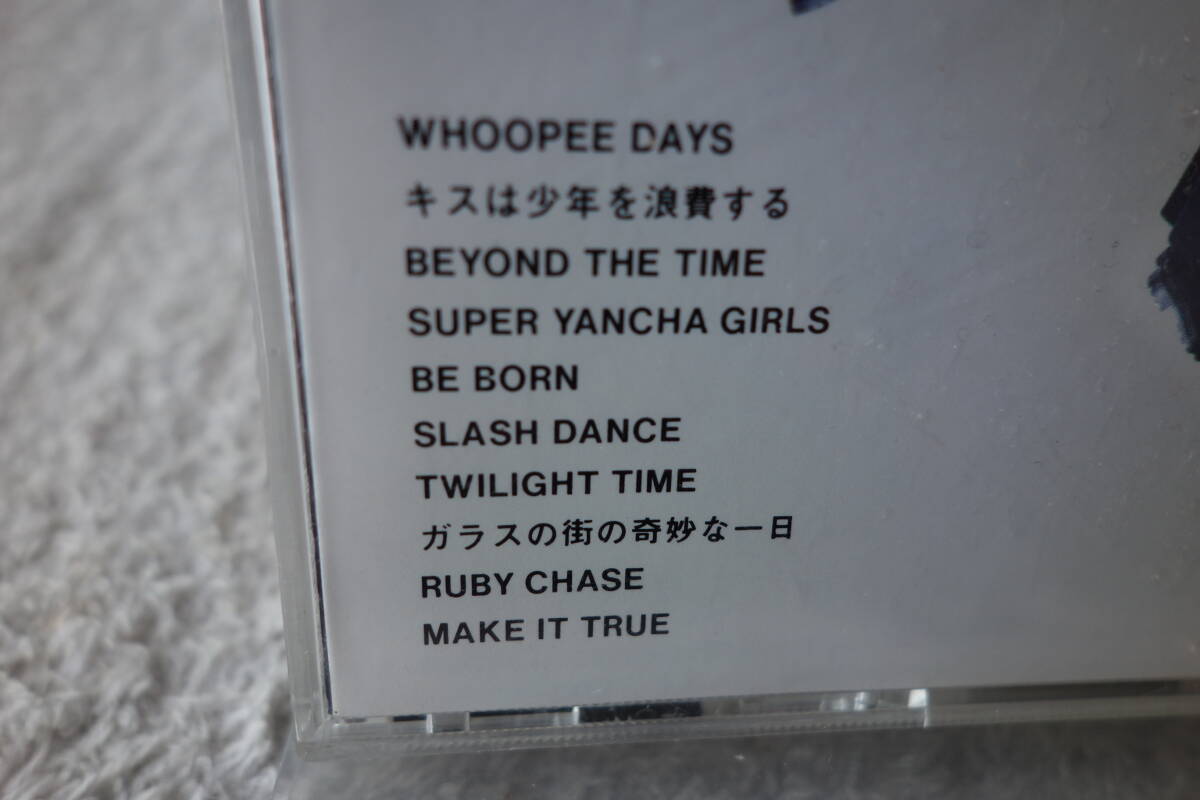 WHOOPEE DAYS
キスは少年を浪費する
BEYOND THE TIME
SUPER YANCHA GIRLS
BE BORN
SLASH DANCE
TWILIGHT TIME
ガラスの街の奇妙な一日
RUBY CHASE
MAKE IT TRUE